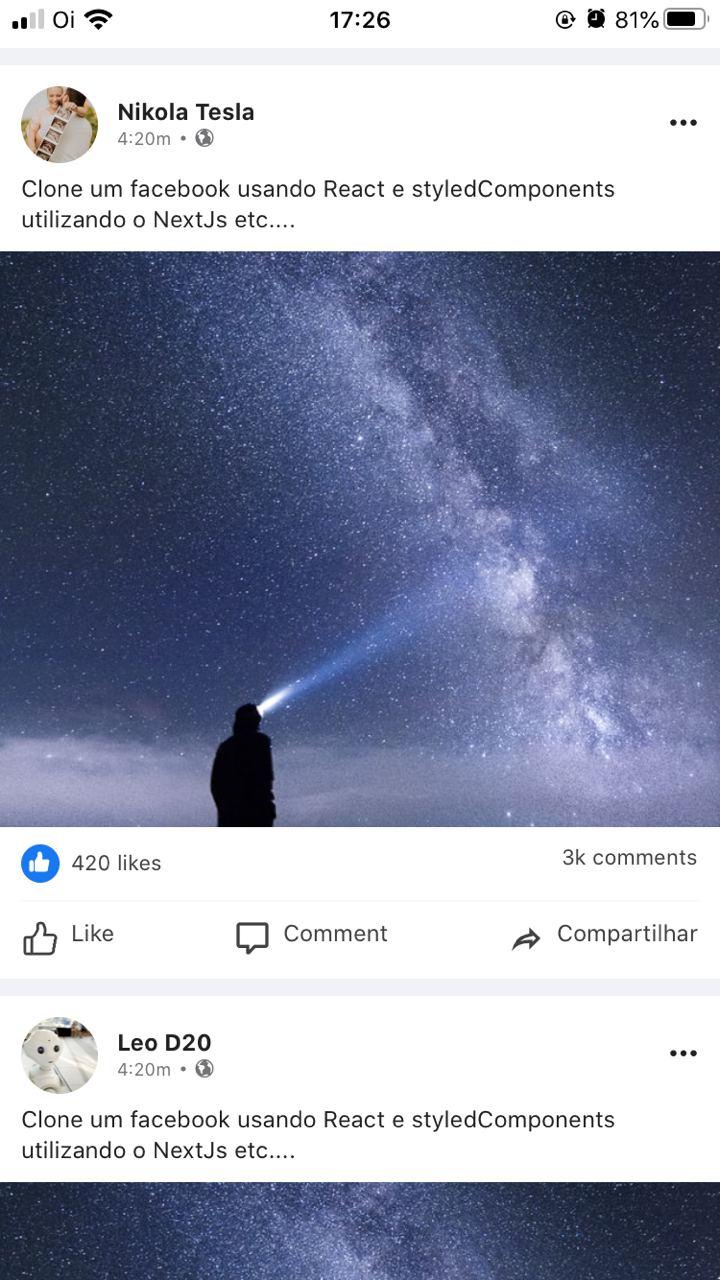 Oi 17:26 81%
Nikola Tesla
4:20m •
Clone um facebook usando React e styledComponents
utilizando o NextJs etc....
420 likes 3k comments
Like Comment Compartilhar
Leo D20
4:20m •
Clone um facebook usando React e styledComponents
utilizando o NextJs etc....